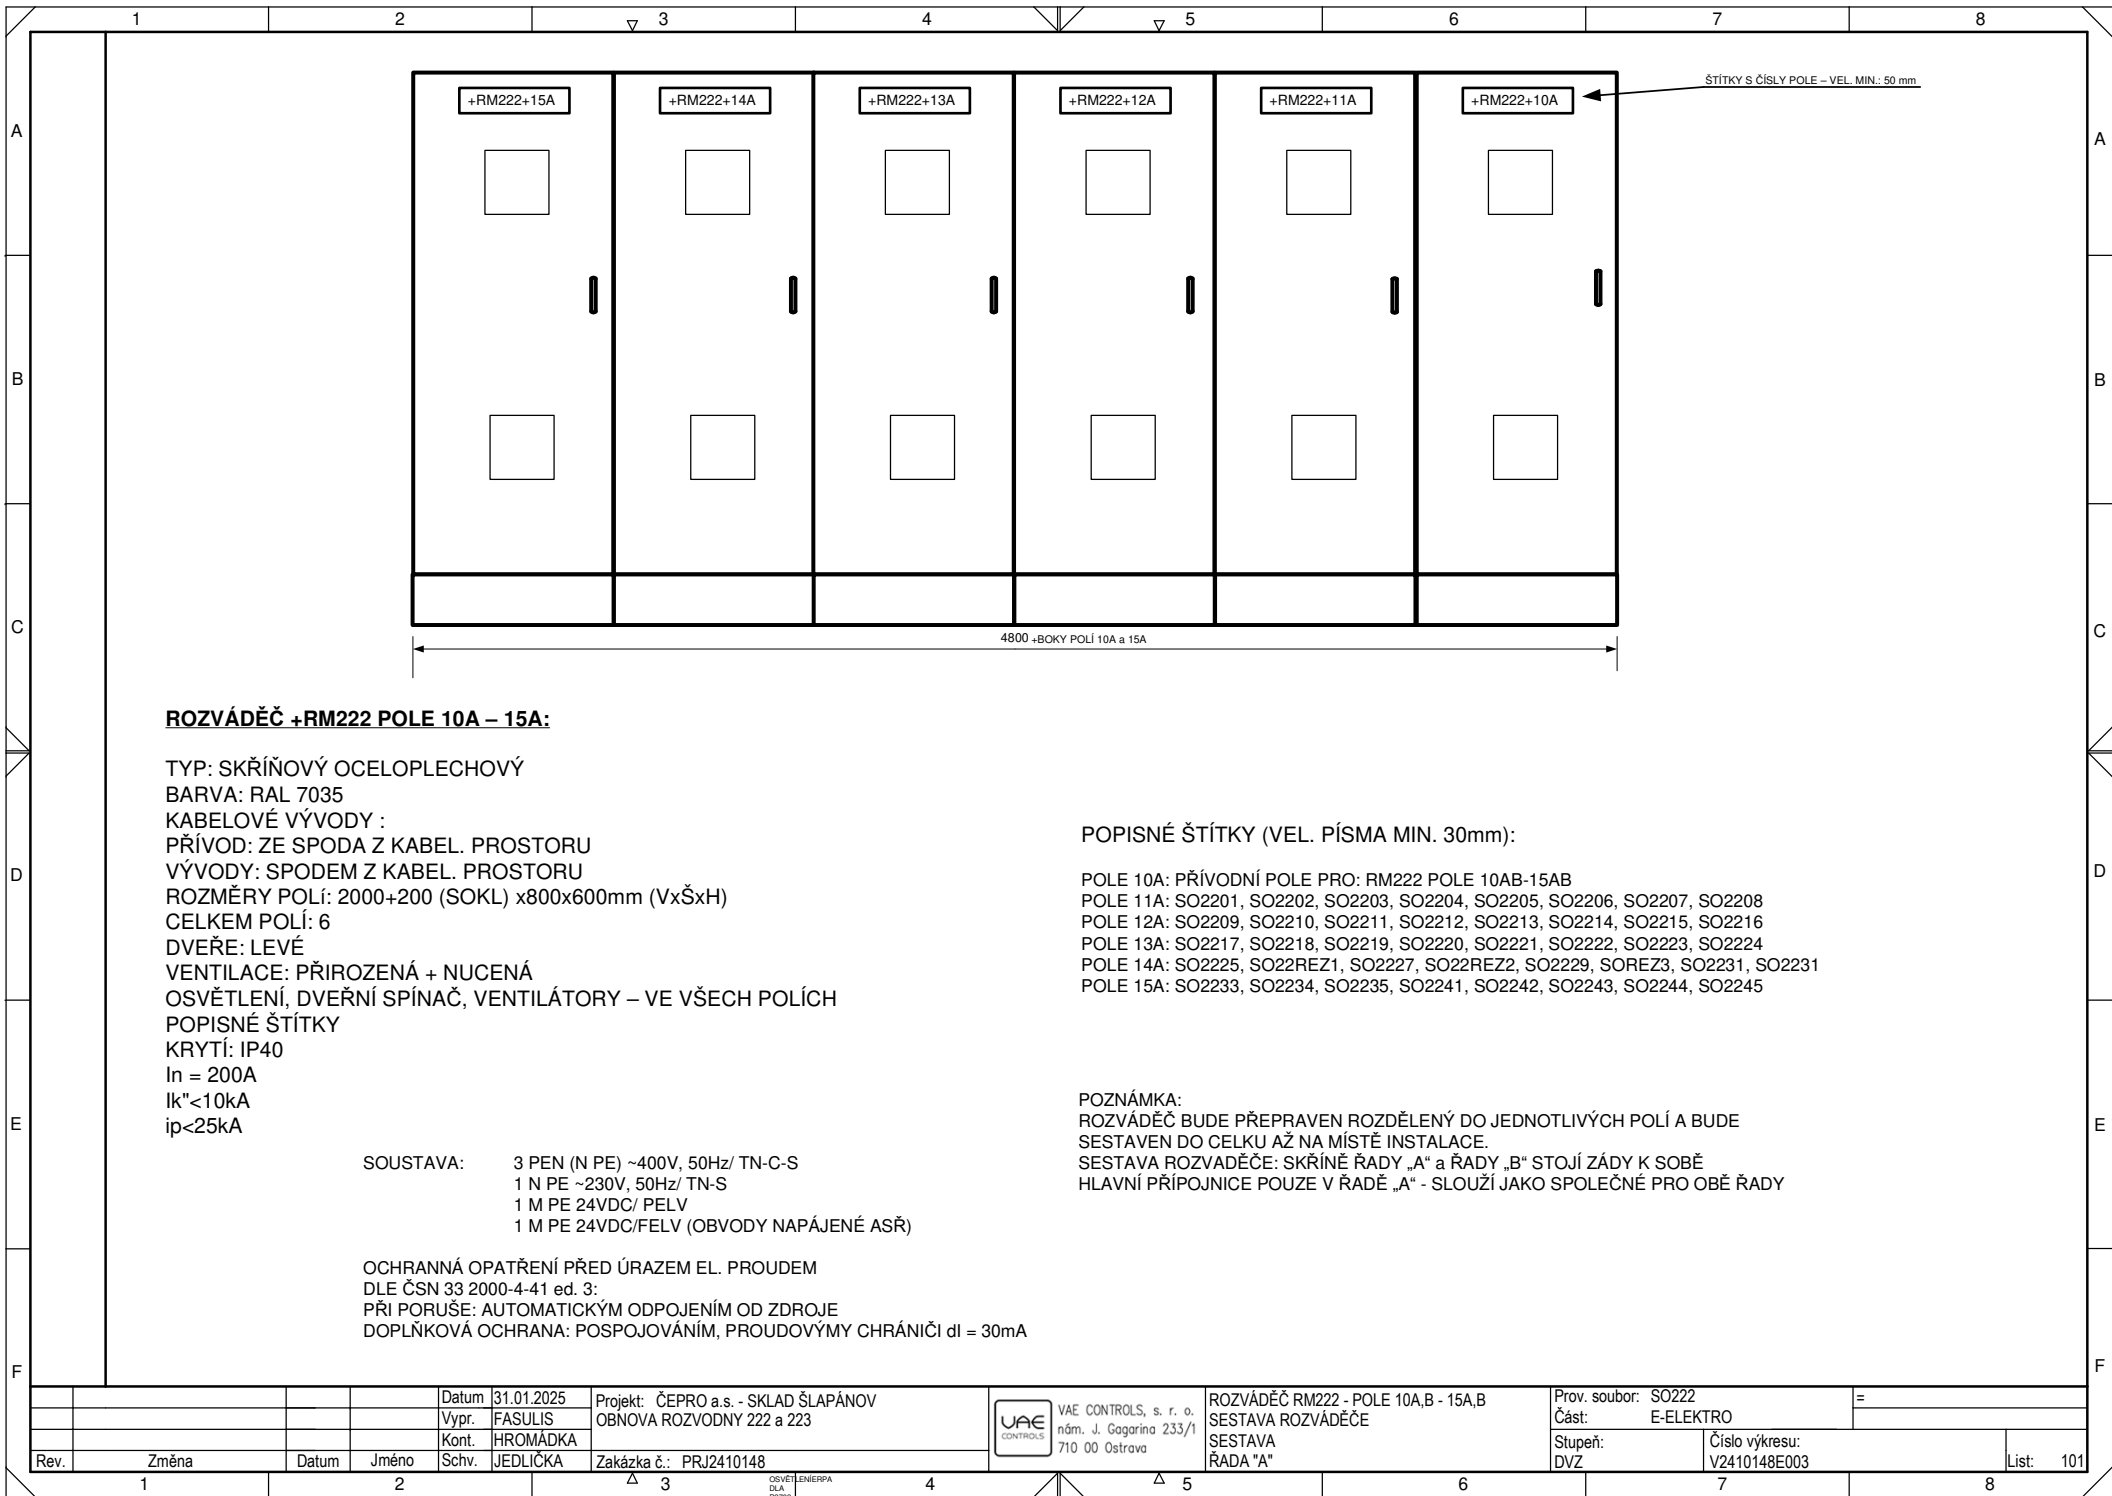 1 2 3 4 5 6 7 8
+RM222+15A +RM222+14A +RM222+13A +RM222+12A +RM222+11A +RM222+10A
ŠTÍTKY S ČÍSLY POLE – VEL. MIN.: 50 mm
A A
B B
C C
4800 +BOKY POLÍ 10A a 15A
ROZVÁDĚČ +RM222 POLE 10A – 15A:
TYP: SKŘÍŇOVÝ OCELOPLECHOVÝ
BARVA: RAL 7035
KABELOVÉ VÝVODY :
PŘÍVOD: ZE SPODA Z KABEL. PROSTORU
VÝVODY: SPODEM Z KABEL. PROSTORU
ROZMĚRY POLí: 2000+200 (SOKL) x800x600mm (VxŠxH)
CELKEM POLÍ: 6
DVEŘE: LEVÉ
VENTILACE: PŘIROZENÁ + NUCENÁ
OSVĚTLENÍ, DVEŘNÍ SPÍNAČ, VENTILÁTORY – VE VŠECH POLÍCH
POPISNÉ ŠTÍTKY
KRYTÍ: IP40
In = 200A
Ik"<10kA
ip<25kA
D D
POPISNÉ ŠTÍTKY (VEL. PÍSMA MIN. 30mm):
POLE 10A: PŘÍVODNÍ POLE PRO: RM222 POLE 10AB-15AB
POLE 11A: SO2201, SO2202, SO2203, SO2204, SO2205, SO2206, SO2207, SO2208
POLE 12A: SO2209, SO2210, SO2211, SO2212, SO2213, SO2214, SO2215, SO2216
POLE 13A: SO2217, SO2218, SO2219, SO2220, SO2221, SO2222, SO2223, SO2224
POLE 14A: SO2225, SO22REZ1, SO2227, SO22REZ2, SO2229, SOREZ3, SO2231, SO2231
POLE 15A: SO2233, SO2234, SO2235, SO2241, SO2242, SO2243, SO2244, SO2245
E E
POZNÁMKA:
ROZVÁDĚČ BUDE PŘEPRAVEN ROZDĚLENÝ DO JEDNOTLIVÝCH POLÍ A BUDE
SESTAVEN DO CELKU AŽ NA MÍSTĚ INSTALACE.
SESTAVA ROZVADĚČE: SKŘÍNĚ ŘADY „A“ a ŘADY „B“ STOJÍ ZÁDY K SOBĚ
HLAVNÍ PŘÍPOJNICE POUZE V ŘADĚ „A“ - SLOUŽÍ JAKO SPOLEČNÉ PRO OBĚ ŘADY
SOUSTAVA: 3 PEN (N PE) ~400V, 50Hz/ TN-C-S
1 N PE ~230V, 50Hz/ TN-S
1 M PE 24VDC/ PELV
1 M PE 24VDC/FELV (OBVODY NAPÁJENÉ ASŘ)
OCHRANNÁ OPATŘENÍ PŘED ÚRAZEM EL. PROUDEM
DLE ČSN 33 2000-4-41 ed. 3:
PŘI PORUŠE: AUTOMATICKÝM ODPOJENÍM OD ZDROJE
DOPLŇKOVÁ OCHRANA: POSPOJOVÁNÍM, PROUDOVÝMY CHRÁNIČI dI = 30mA
F F
Rev. Změna Datum Jméno
Datum 31.01.2025
Vypr. FASULIS
Kont. HROMÁDKA
Schv. JEDLIČKA
Projekt: ČEPRO a.s. - SKLAD ŠLAPÁNOV
OBNOVA ROZVODNY 222 a 223
Zakázka č.: PRJ2410148
UAE
CONTROLS
VAE CONTROLS, s. r. o.
nám. J. Gagarina 233/1
710 00 Ostrava
ROZVÁDĚČ RM222 - POLE 10A,B - 15A,B
SESTAVA ROZVÁDĚČE
SESTAVA
ŘADA "A"
Prov. soubor: SO222
Část: E-ELEKTRO
=
Stupeň:
DVZ
Číslo výkresu:
V2410148E003
List: 101
1 2 3 4 5 6 7 8
OSVĚTLENÍERPA
DLA